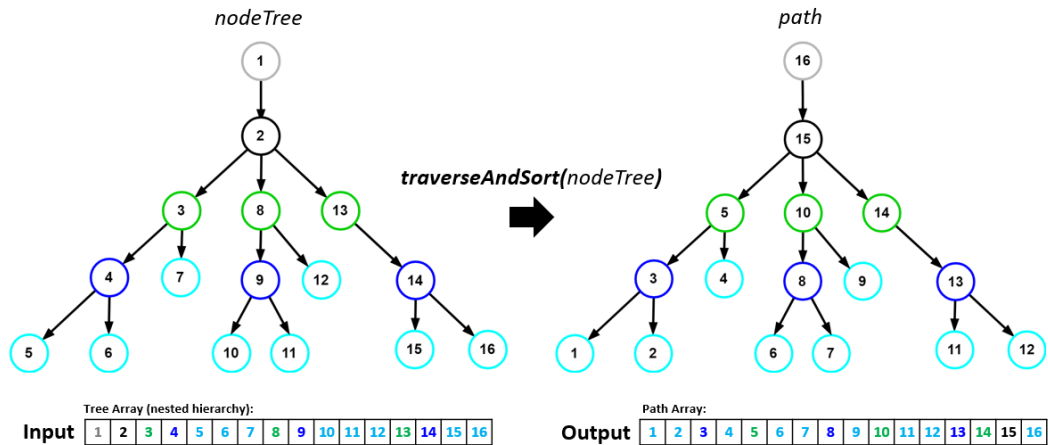 nodeTree
path
1
16
2
15
traverseAndSort(nodeTree)
3 8 13
5 10 14
4 7 9 12 14
3 4 8 9 13
5 6 10 11 15 16
1 2 6 7 11 12
Tree Array (nested hierarchy):
Input 1 2 3 4 5 6 7 8 9 10 11 12 13 14 15 16
Path Array:
Output 1 2 3 4 5 6 7 8 9 10 11 12 13 14 15 16